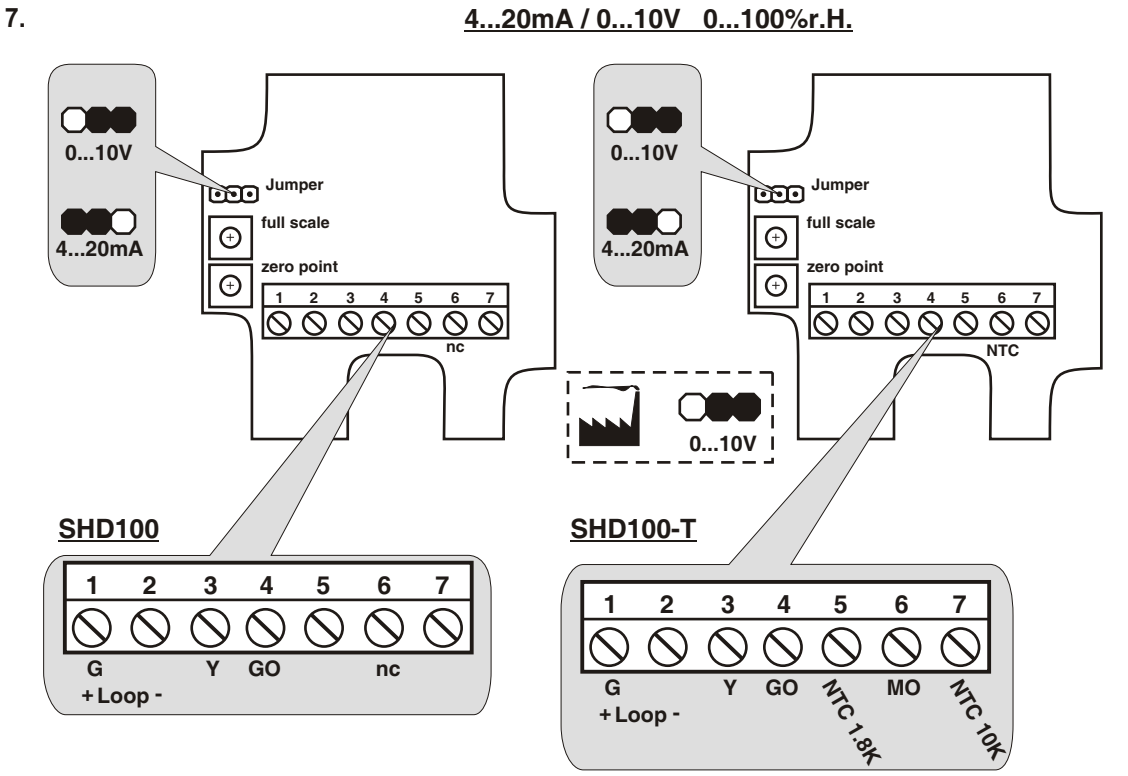 7.
4...20mA / 0...10V 0...100%r.H.
0...10V
4...20mA
Jumper
full scale
zero point
1 2 3 4 5 6 7
nc
0...10V
4...20mA
Jumper
full scale
zero point
1 2 3 4 5 6 7
NTC
0...10V
SHD100
1 2 3 4 5 6 7
G Y GO nc
+ Loop -
SHD100-T
1 2 3 4 5 6 7
G Y GO NTC 1.8K MO NTC 10K
+ Loop -